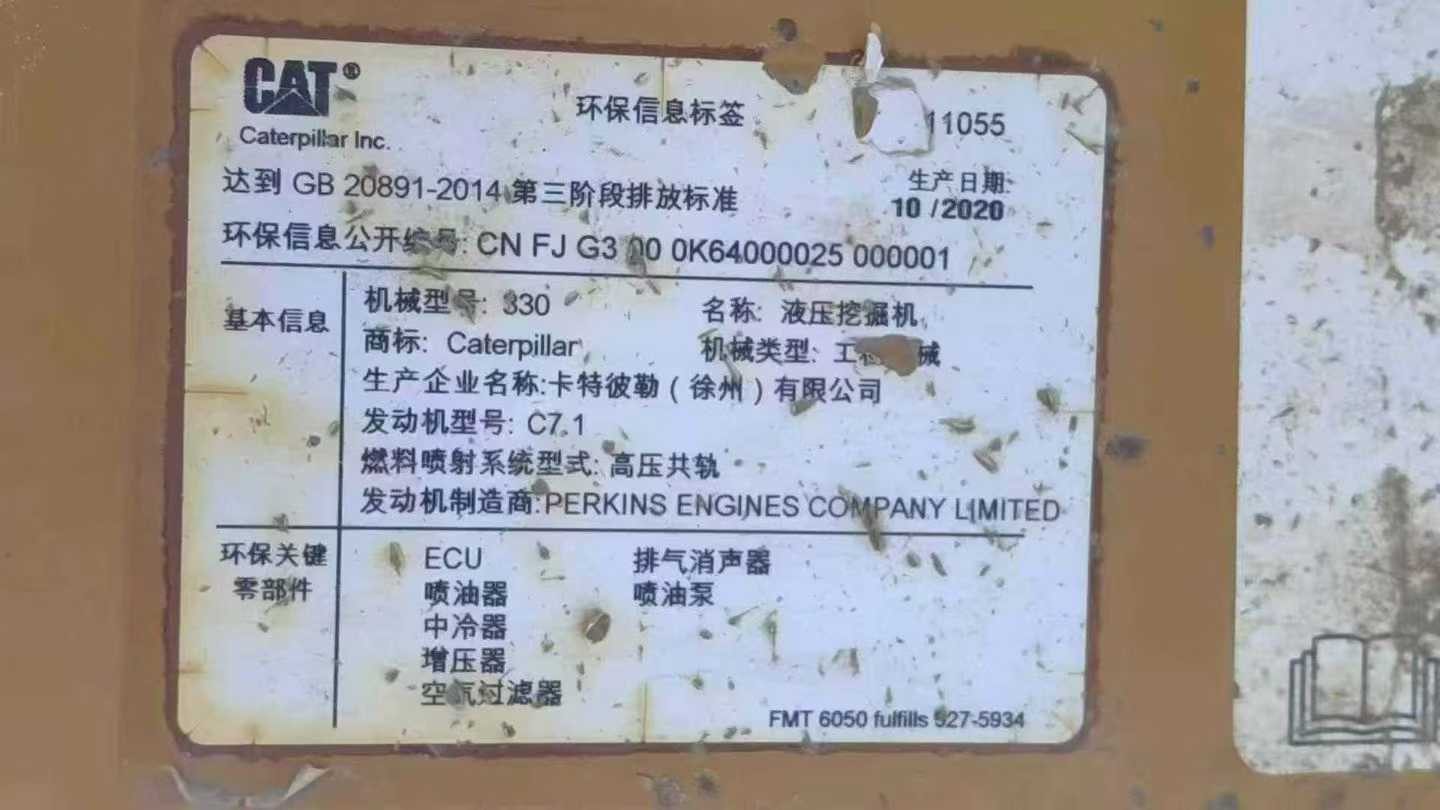 CAT®
Caterpillar Inc.
环保信息标签
11055
达到 GB 20891-2014 第三阶段排放标准
生产日期:
10 /2020
环保信息公开编号: CN FJ G3 00 0K64000025 000001
基本信息
机械型号: 330 名称: 液压挖掘机
商标: Caterpillar 机械类型: 工程 械
生产企业名称:卡特彼勒（徐州）有限公司
发动机型号: C7.1
燃料喷射系统型式: 高压共轨
发动机制造商:PERKINS ENGINES COMPANY LIMITED
环保关键
零部件
ECU 排气消声器
喷油器 喷油泵
中冷器
增压器
空气过滤器
FMT 6050 fulfills 527-5934